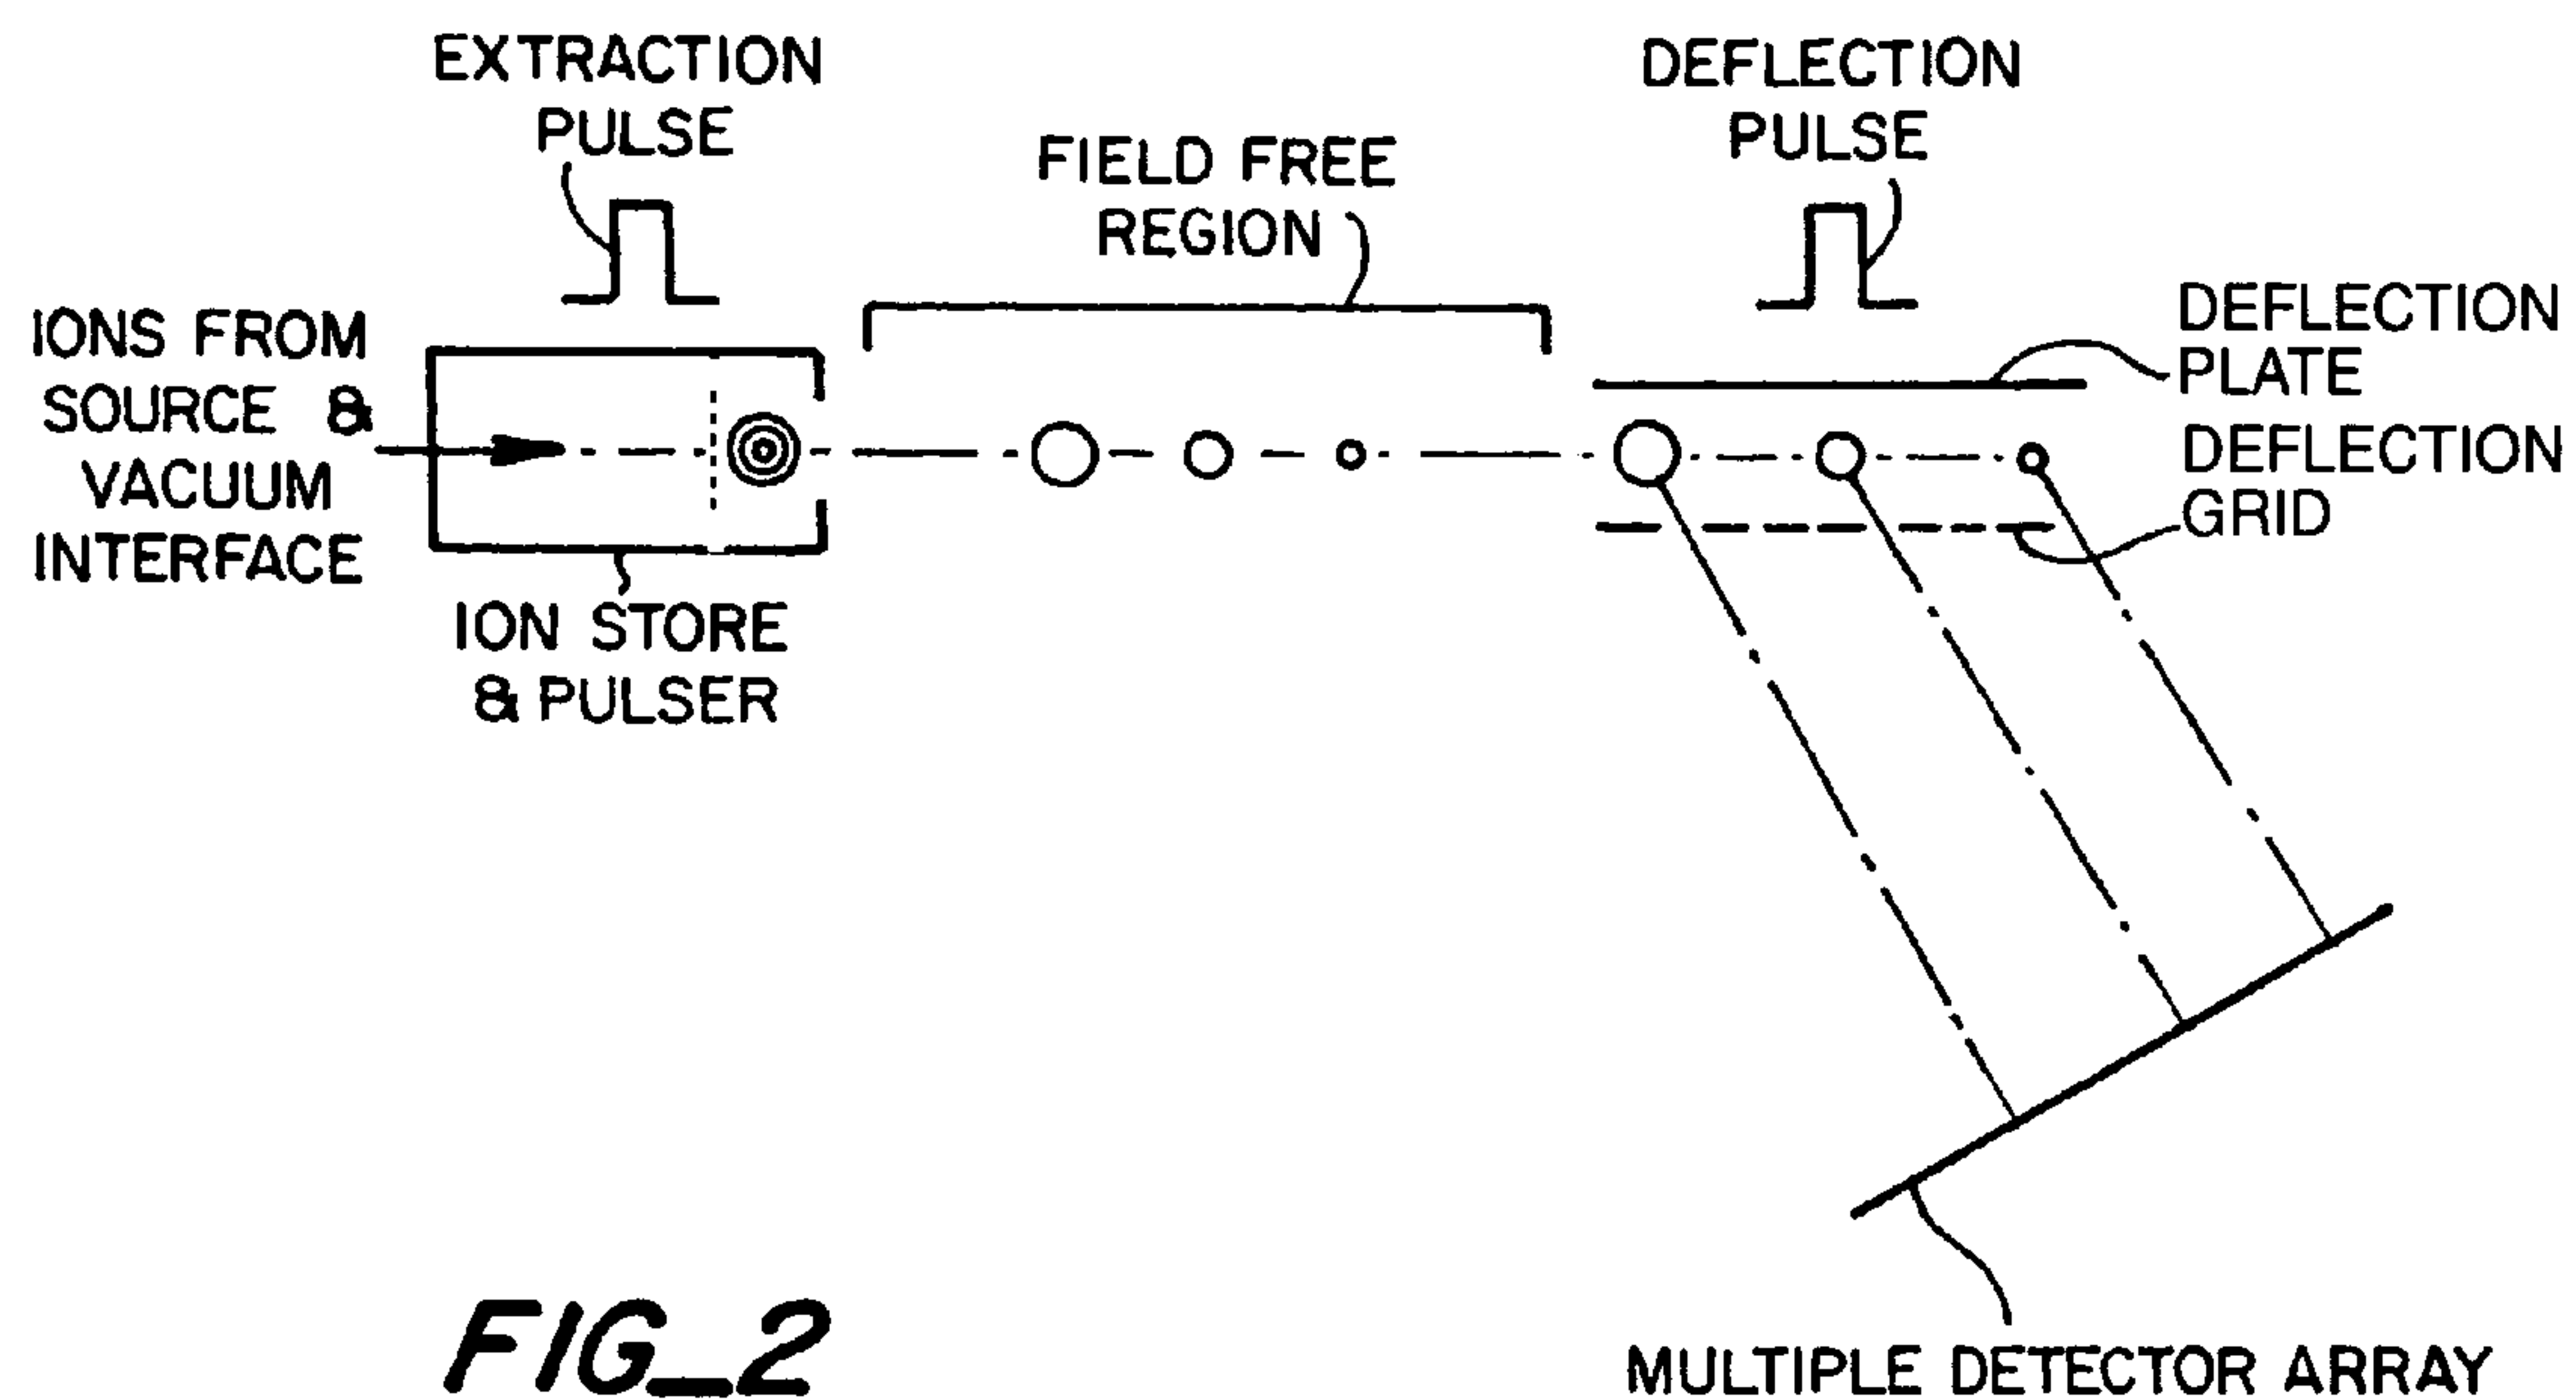 EXTRACTION
PULSE
DEFLECTION
PULSE
FIELD FREE
REGION
IONS FROM
SOURCE &
VACUUM
INTERFACE
DEFLECTION
PLATE
DEFLECTION
GRID
ION STORE
& PULSER
MULTIPLE DETECTOR ARRAY
FIG_2